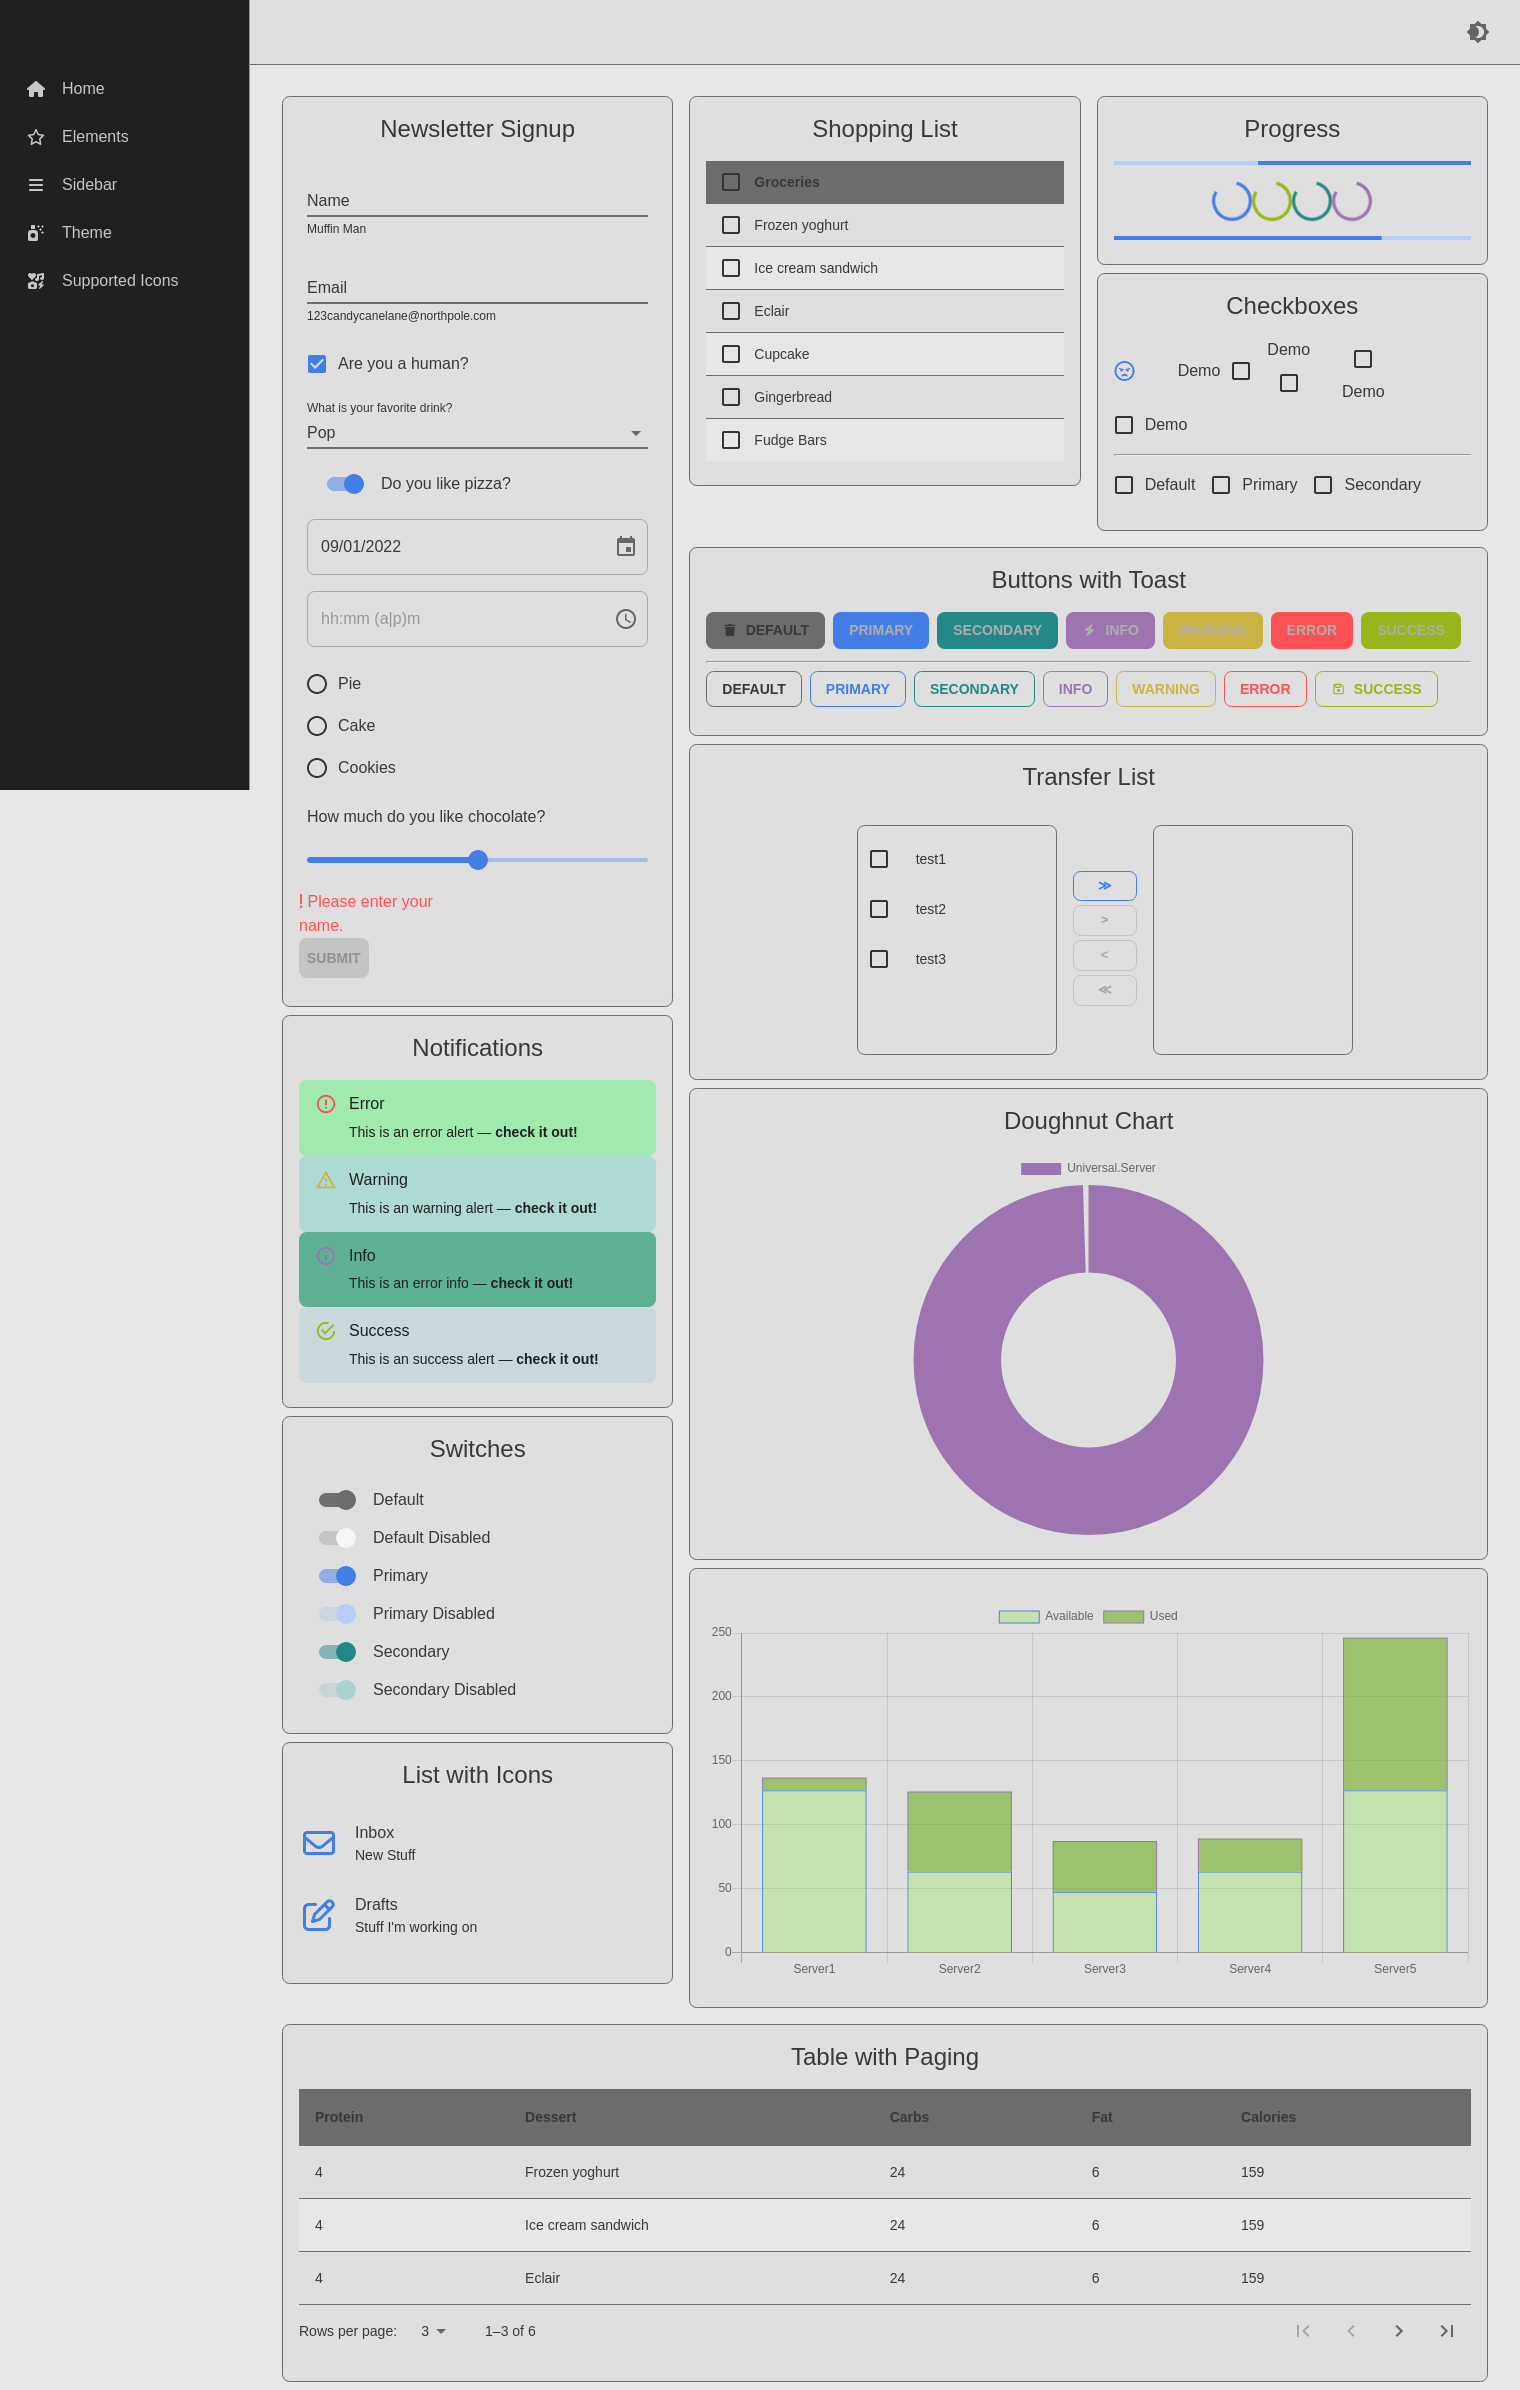 Home
Elements
Sidebar
Theme
Supported Icons
Newsletter Signup
Name
Muffin Man
Email
123candycanelane@northpole.com
Are you a human?
What is your favorite drink?
Pop
Do you like pizza?
09/01/2022
hh:mm (a|p)m
Pie
Cake
Cookies
How much do you like chocolate?
! Please enter your
name.
SUBMIT
Notifications
Error
This is an error alert — check it out!
Warning
This is an warning alert — check it out!
Info
This is an error info — check it out!
Success
This is an success alert — check it out!
Switches
Default
Default Disabled
Primary
Primary Disabled
Secondary
Secondary Disabled
List with Icons
Inbox
New Stuff
Drafts
Stuff I'm working on
Shopping List
Groceries
Frozen yoghurt
Ice cream sandwich
Eclair
Cupcake
Gingerbread
Fudge Bars
Progress
Checkboxes
Demo
Demo
Demo
Demo
Default Primary Secondary
Buttons with Toast
DEFAULT PRIMARY SECONDARY INFO WARNING ERROR SUCCESS
DEFAULT PRIMARY SECONDARY INFO WARNING ERROR SUCCESS
Transfer List
test1
test2
test3
≫
>
<
≪
Doughnut Chart
Universal.Server
Available Used
250
200
150
100
50
0
Server1 Server2 Server3 Server4 Server5
Table with Paging
Protein Dessert Carbs Fat Calories
4 Frozen yoghurt 24 6 159
4 Ice cream sandwich 24 6 159
4 Eclair 24 6 159
Rows per page: 3 1–3 of 6